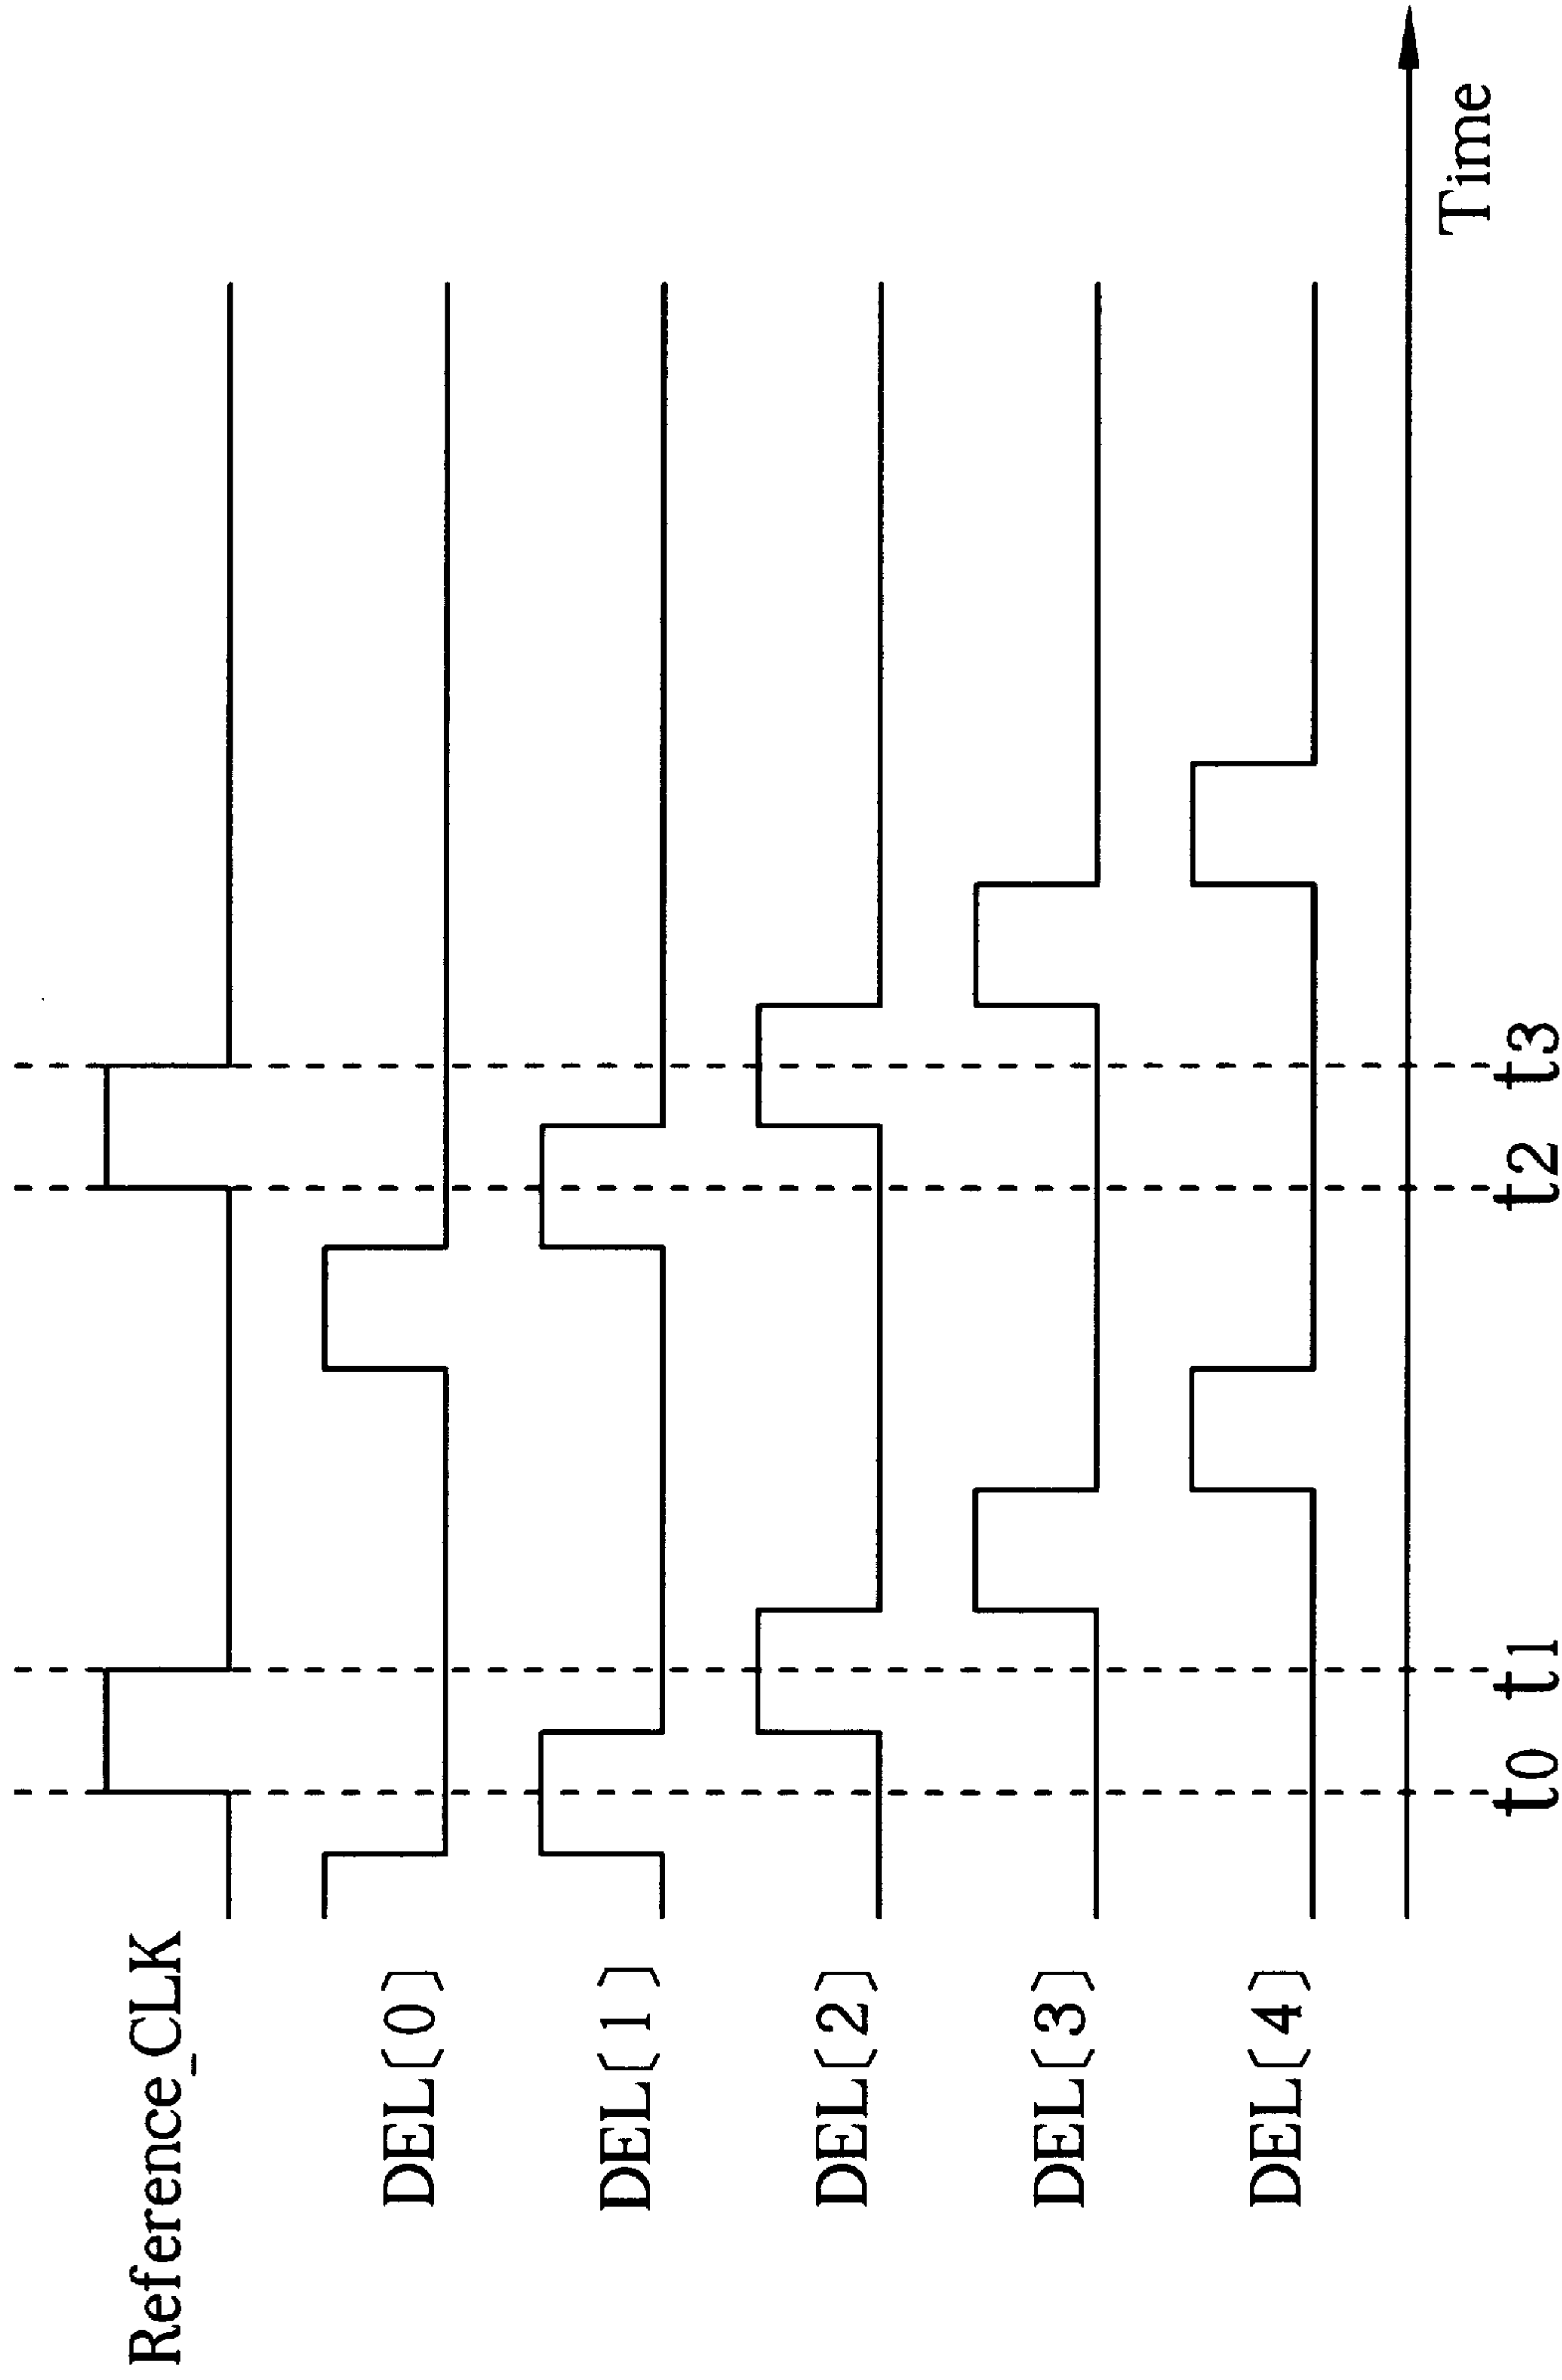 Reference_CLK
DEL(0)
DEL(1)
DEL(2)
DEL(3)
DEL(4)
Time
t0 t1 t2 t3